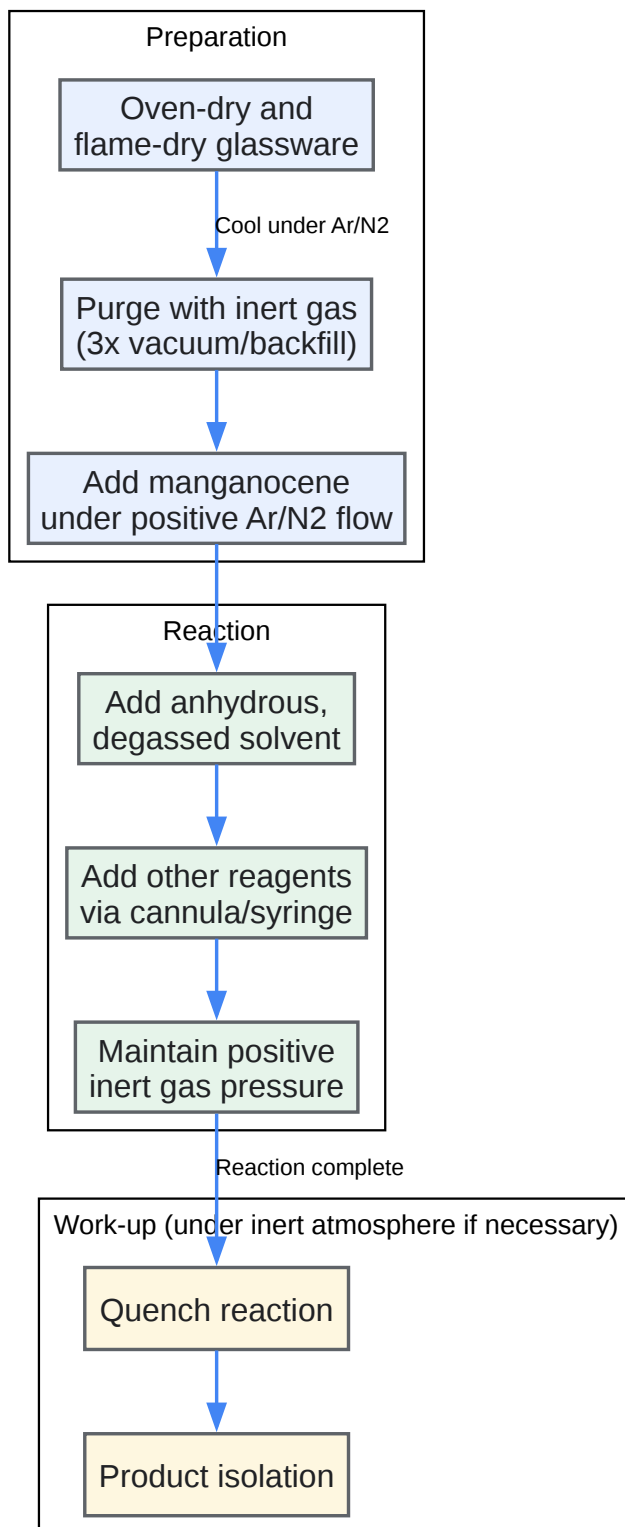 Preparation
Oven-dry and
flame-dry glassware
Cool under Ar/N2
Purge with inert gas
(3x vacuum/backfill)
Add manganocene
under positive Ar/N2 flow
Reaction
Add anhydrous,
degassed solvent
Add other reagents
via cannula/syringe
Maintain positive
inert gas pressure
Reaction complete
Work-up (under inert atmosphere if necessary)
Quench reaction
Product isolation